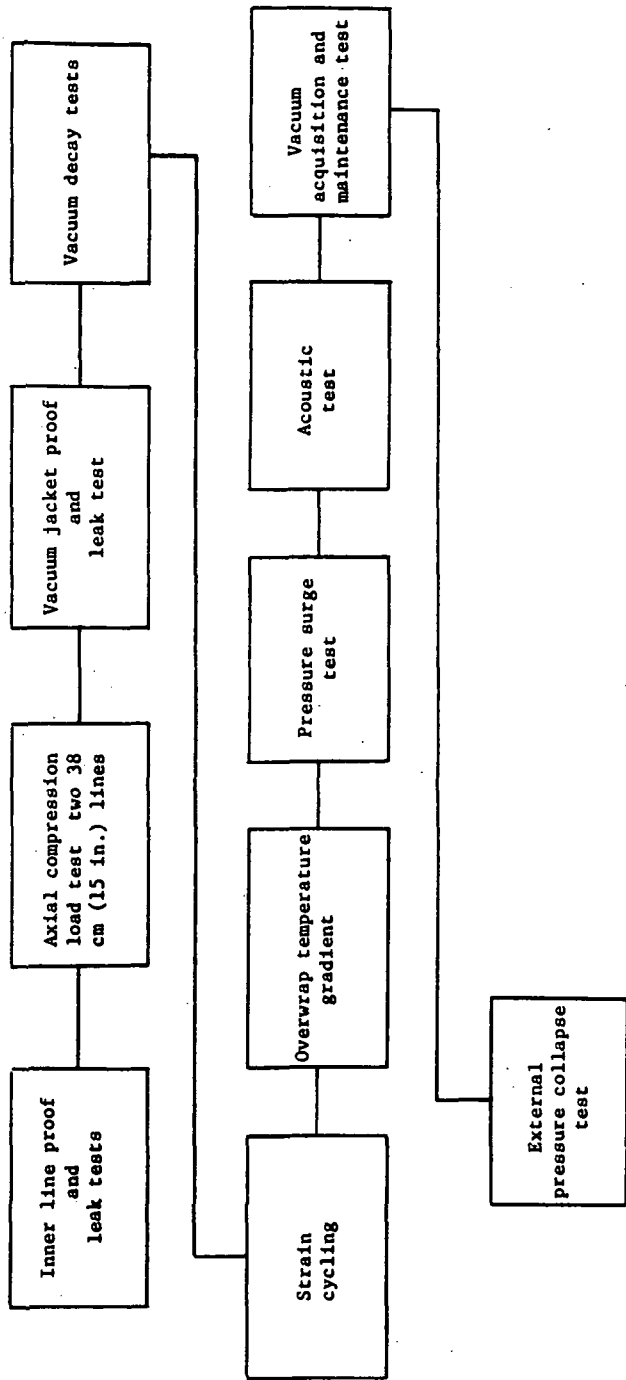 Inner line proof
and
leak tests
Axial compression
load test two 38
cm (15 in.) lines
Vacuum jacket proof
and
leak test
Vacuum decay tests
Strain
cycling
Overwrap temperature
gradient
Pressure surge
test
Acoustic
test
Vacuum
acquisition and
maintenance test
External
pressure collapse
test